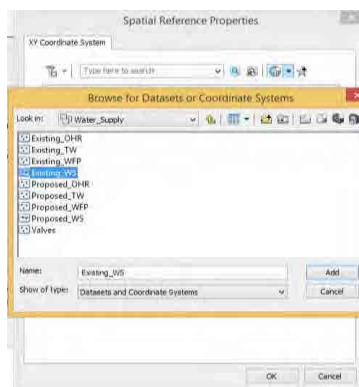 Spatial Reference Properties
XY Coordinate System
Type here to search
Browse for Datasets or Coordinate Systems
Look in: Water_Supply
Existing_OHR
Existing_TW
Existing_WFP
Existing_WS
Proposed_OHR
Proposed_TW
Proposed_WFP
Proposed_WS
Valves
Name: Existing_WS Add
Show of type: Datasets and Coordinate Systems Cancel
OK Cancel